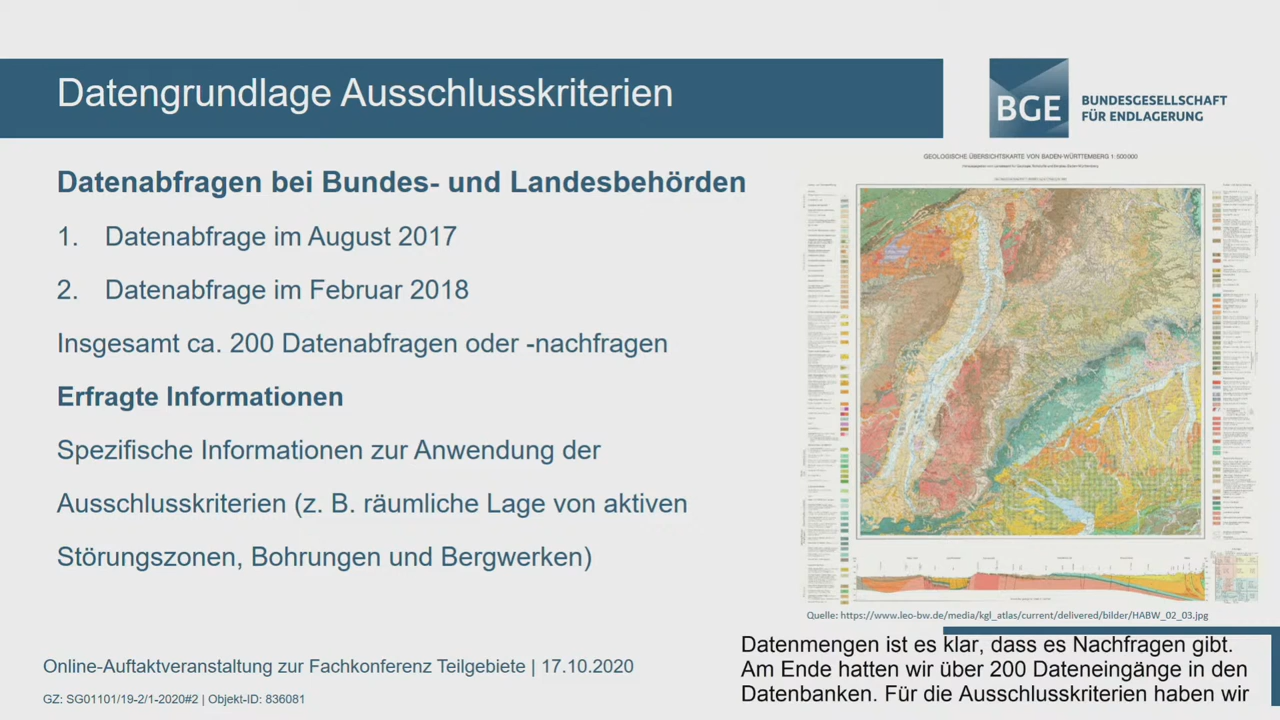 Datengrundlage Ausschlusskriterien
BGE
BUNDESGESELLSCHAFT
FÜR ENDLAGERUNG
Datenabfragen bei Bundes- und Landesbehörden
1. Datenabfrage im August 2017
2. Datenabfrage im Februar 2018
Insgesamt ca. 200 Datenabfragen oder -nachfragen
Erfragte Informationen
Spezifische Informationen zur Anwendung der
Ausschlusskriterien (z. B. räumliche Lage von aktiven
Störungszonen, Bohrungen und Bergwerken)
GEOLOGISCHE ÜBERSICHTSKARTE VON BADEN-WÜRTTEMBERG 1:500000
Quelle: https://www.leo-bw.de/media/kgl_atlas/current/delivered/bilder/HABW_02_03.jpg
Online-Auftaktveranstaltung zur Fachkonferenz Teilgebiete | 17.10.2020
GZ: SG01101/19-2/1-2020#2 | Objekt-ID: 836081
Datenmengen ist es klar, dass es Nachfragen gibt.
Am Ende hatten wir über 200 Dateneingänge in den
Datenbanken. Für die Ausschlusskriterien haben wir